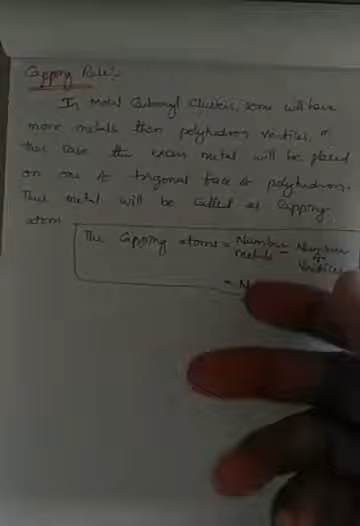 Capping Rule:-
In Metal Carbonyl Clusters, some will have
more metals than polyhedron vertices, in
this case the excess metal will be placed
on one of trigonal face of polyhedron.
This metal will be called as Capping
atom
The Capping atoms = Number metals - Number of Vertices
= N